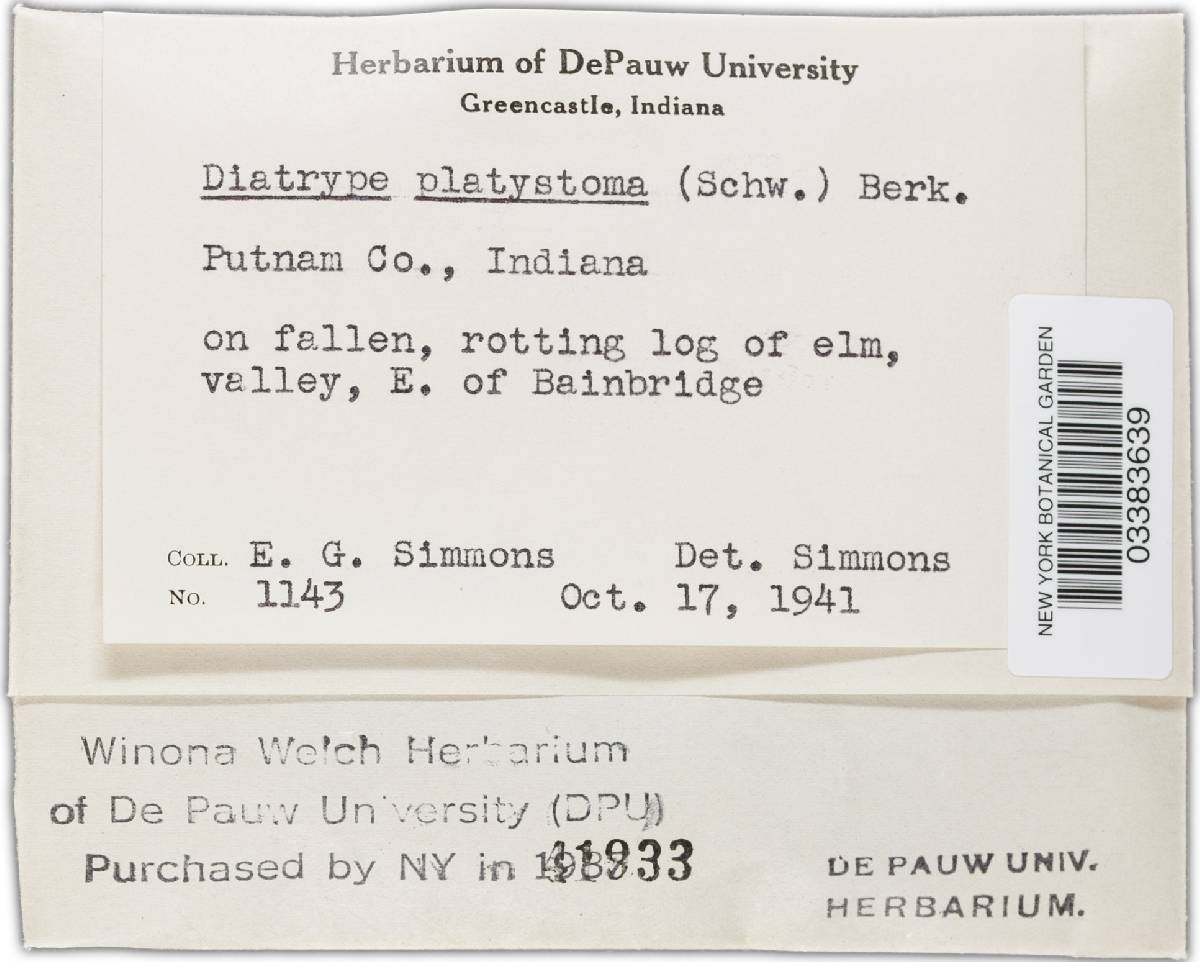 Herbarium of DePauw University
Greencastle, Indiana
Diatrype platystoma (Schw.) Berk.
Putnam Co., Indiana
on fallen, rotting log of elm,
valley, E. of Bainbridge
COLL. E. G. Simmons Det. Simmons
No. 1143 Oct. 17, 1941
NEW YORK BOTANICAL GARDEN
03383639
Winona Welch Herbarium
of De Pauw University (DPU)
Purchased by NY in
DE PAUW UNIV.
HERBARIUM.